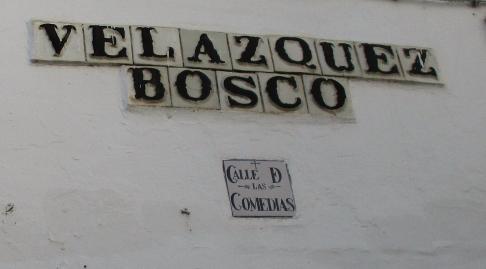 VELAZQUEZ
BOSCO
CALLE D
LAS
COMEDIAS